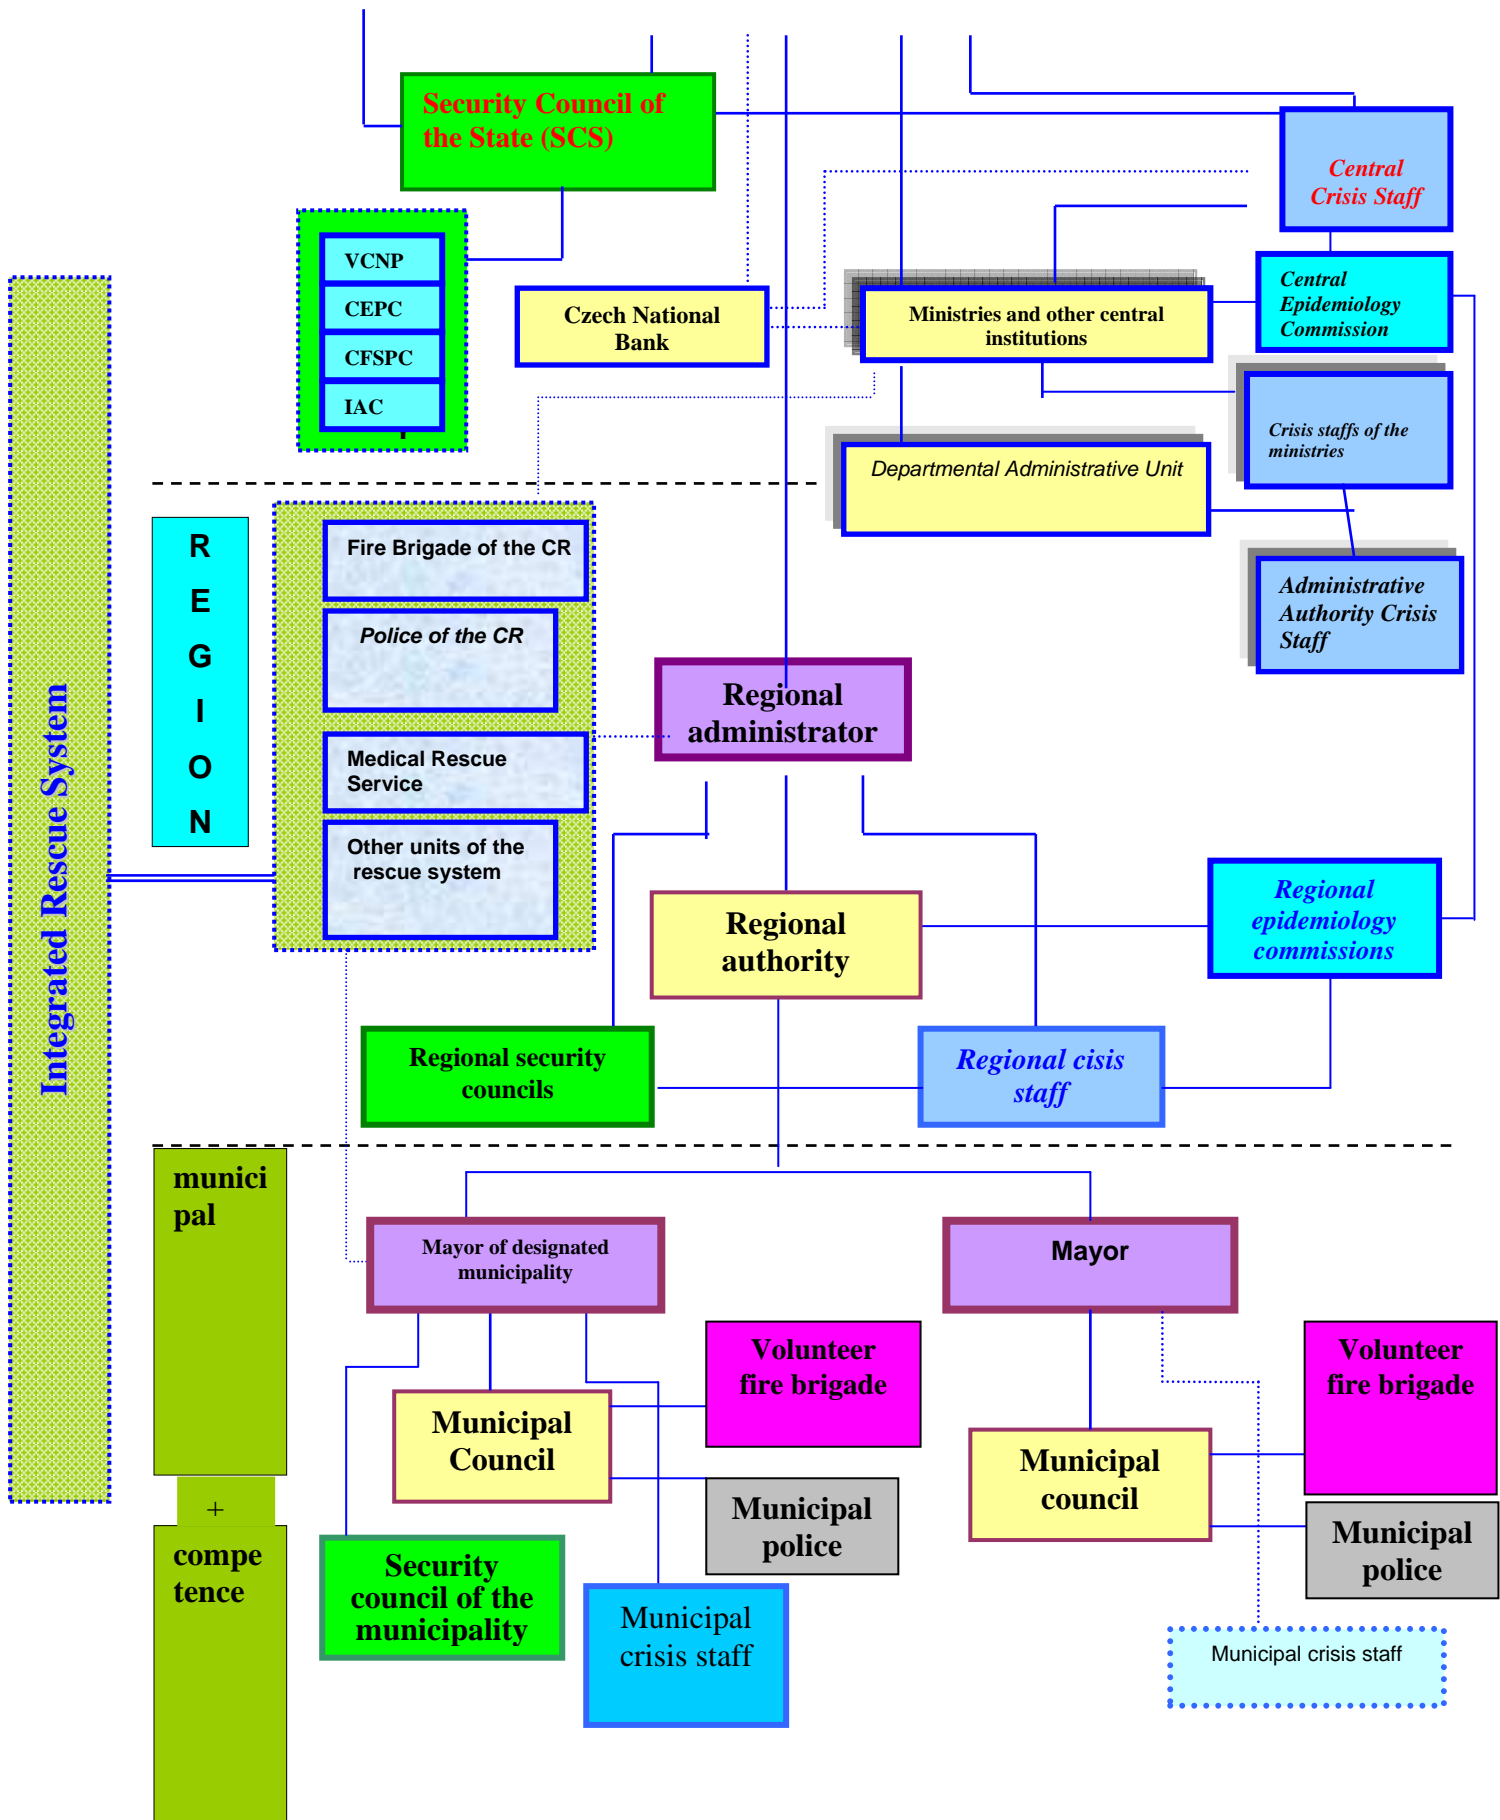 Security Council of
the State (SCS)
Central
Crisis Staff
VCNP
CEPC
CFSPC
IAC
Czech National
Bank
Ministries and other central
institutions
Central
Epidemiology
Commission
Crisis staffs of the
ministries
Departmental Administrative Unit
Administrative
Authority Crisis
Staff
Integrated Rescue System
R
E
G
I
O
N
Fire Brigade of the CR
Police of the CR
Medical Rescue
Service
Other units of the
rescue system
Regional
administrator
Regional
authority
Regional
epidemiology
commissions
Regional security
councils
Regional cisis
staff
munici
pal
+
compe
tence
Mayor of designated
municipality
Mayor
Volunteer
fire brigade
Municipal
Council
Municipal
police
Security
council of the
municipality
Municipal
crisis staff
Volunteer
fire brigade
Municipal
council
Municipal
police
Municipal crisis staff